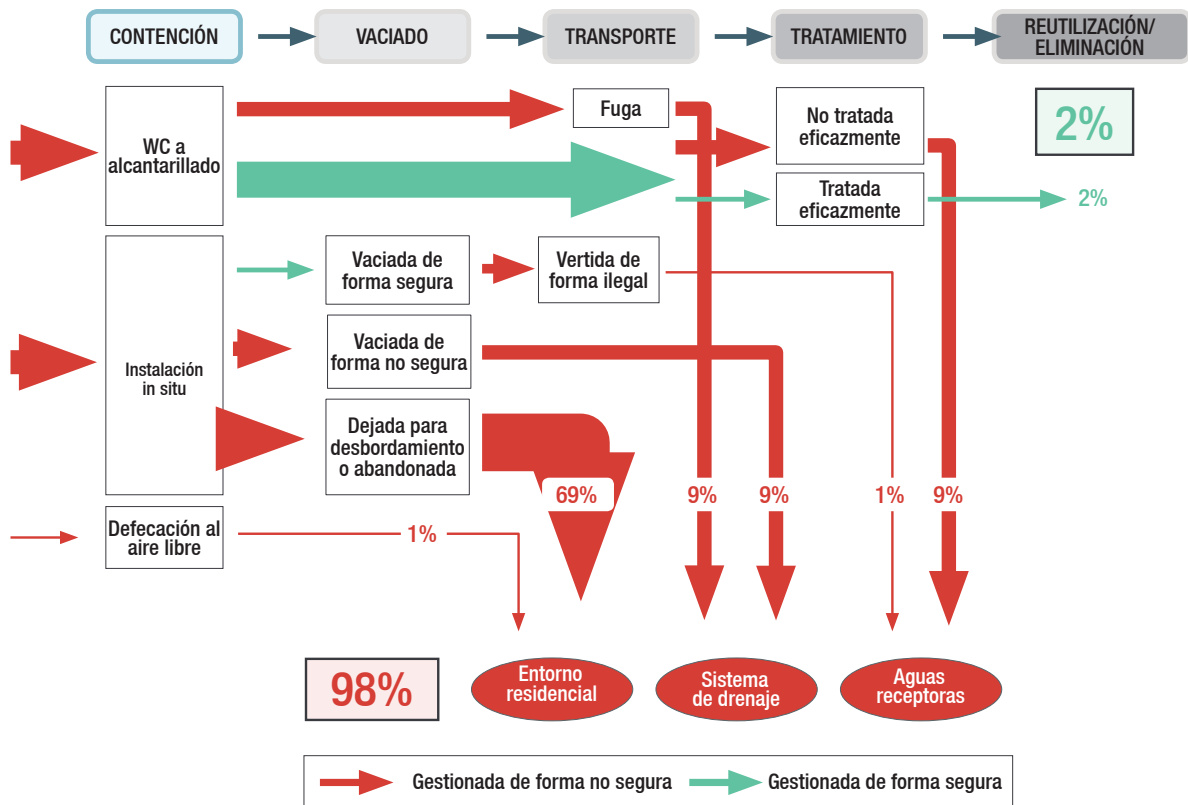 CONTENCIÓN
VACIADO
TRANSPORTE
TRATAMIENTO
REUTILIZACIÓN/
ELIMINACIÓN
WC a
alcantarillado
Fuga
No tratada
eficazmente
2%
Tratada
eficazmente
2%
Instalación
in situ
Vaciada de
forma segura
Vertida de
forma ilegal
Vaciada de
forma no segura
Dejada para
desbordamiento
o abandonada
69%
9%
9%
1%
9%
Defecación al
aire libre
1%
98%
Entorno
residencial
Sistema
de drenaje
Aguas
receptoras
Gestionada de forma no segura
Gestionada de forma segura